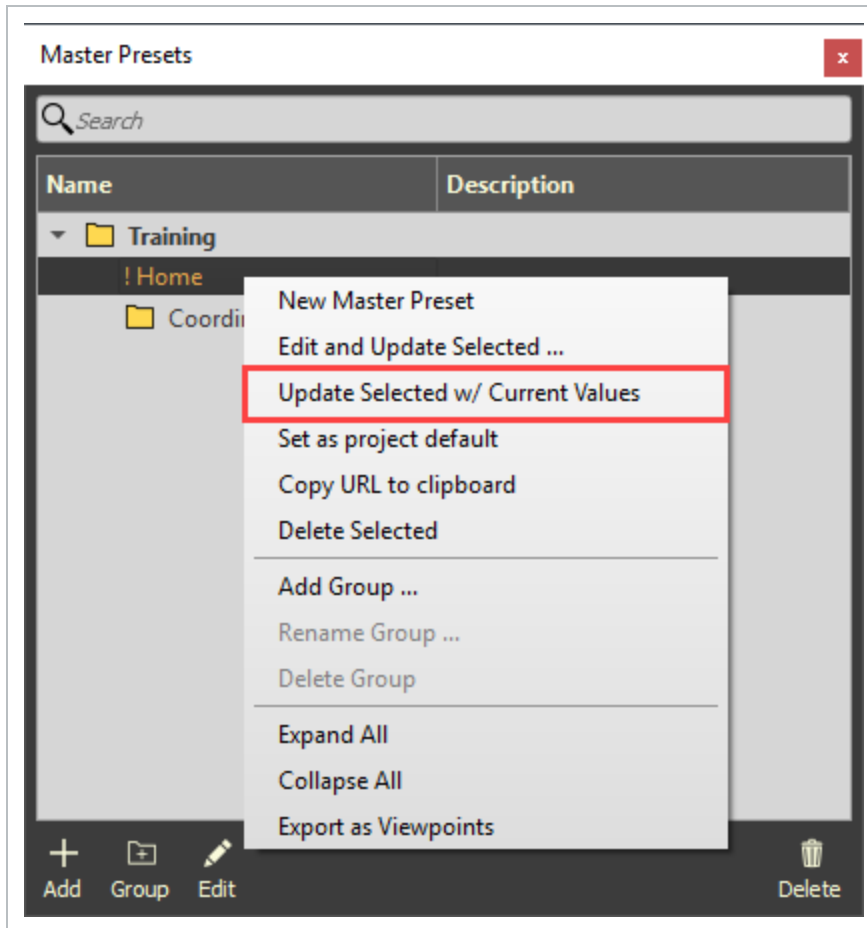 Master Presets
x
Search
Name Description
Training
! Home
New Master Preset
Edit and Update Selected ...
Update Selected w/ Current Values
Set as project default
Copy URL to clipboard
Delete Selected
Add Group ...
Rename Group ...
Delete Group
Expand All
Collapse All
Export as Viewpoints
Add Group Edit Delete